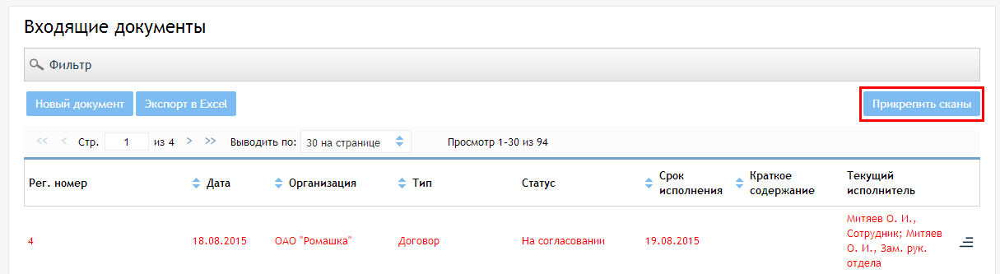 Входящие документы
Фильтр
Новый документ Экспорт в Excel Прикрепить сканы
<< < Стр. 1 из 4 > >> Выводить по: 30 на странице Просмотр 1-30 из 94
Рег. номер Дата Организация Тип Статус Срок исполнения Краткое содержание Текущий исполнитель
4 18.08.2015 ОАО "Ромашка" Договор На согласовании 19.08.2015 Митяев О. И.,
Сотрудник; Митяев
О. И., Зам. рук.
отдела